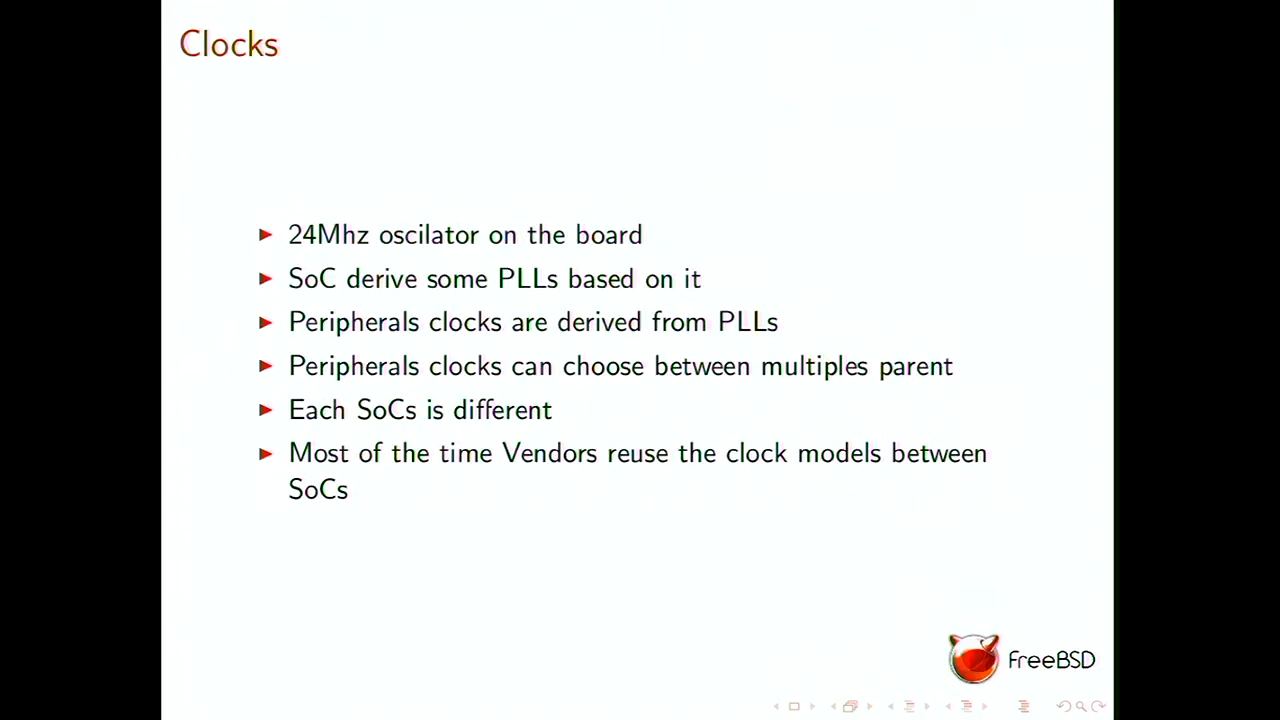 Clocks
24Mhz oscilator on the board
SoC derive some PLLs based on it
Peripherals clocks are derived from PLLs
Peripherals clocks can choose between multiples parent
Each SoCs is different
Most of the time Vendors reuse the clock models between
SoCs
FreeBSD